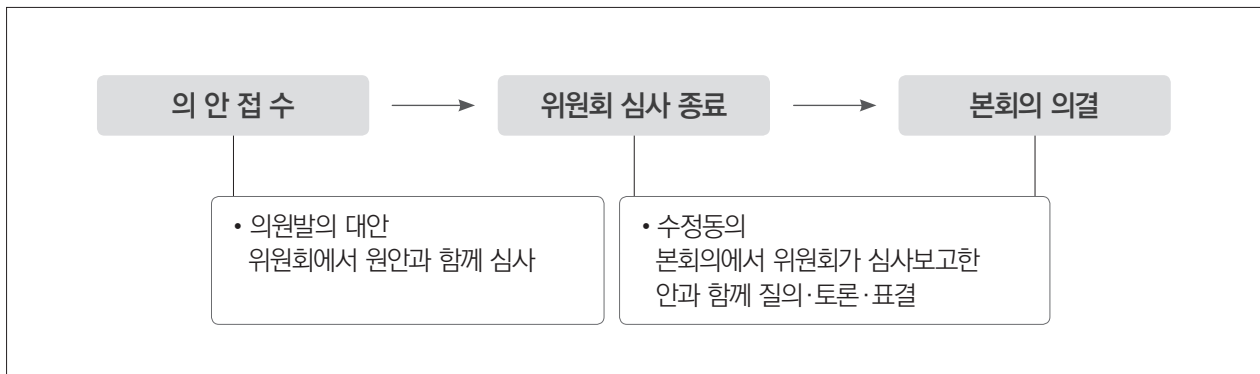 의 안 접 수
위원회 심사 종료
본회의 의결
• 의원발의 대안
위원회에서 원안과 함께 심사
• 수정동의
본회의에서 위원회가 심사보고한
안과 함께 질의·토론·표결